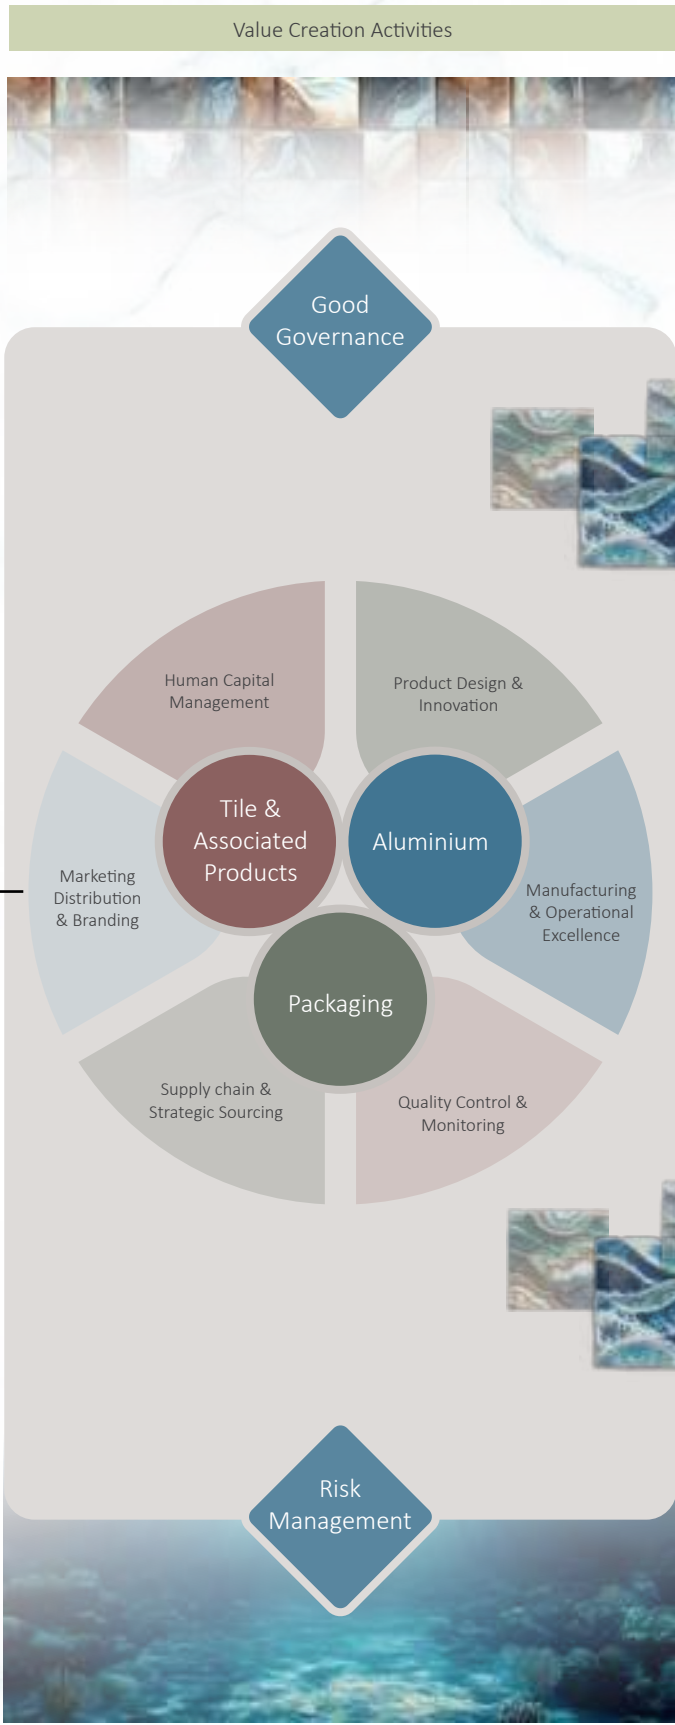 Value Creation Activities
Good
Governance
Human Capital
Management
Product Design &
Innovation
Tile &
Associated
Products
Aluminium
Marketing
Distribution
& Branding
Manufacturing
& Operational
Excellence
Packaging
Supply chain &
Strategic Sourcing
Quality Control &
Monitoring
Risk
Management